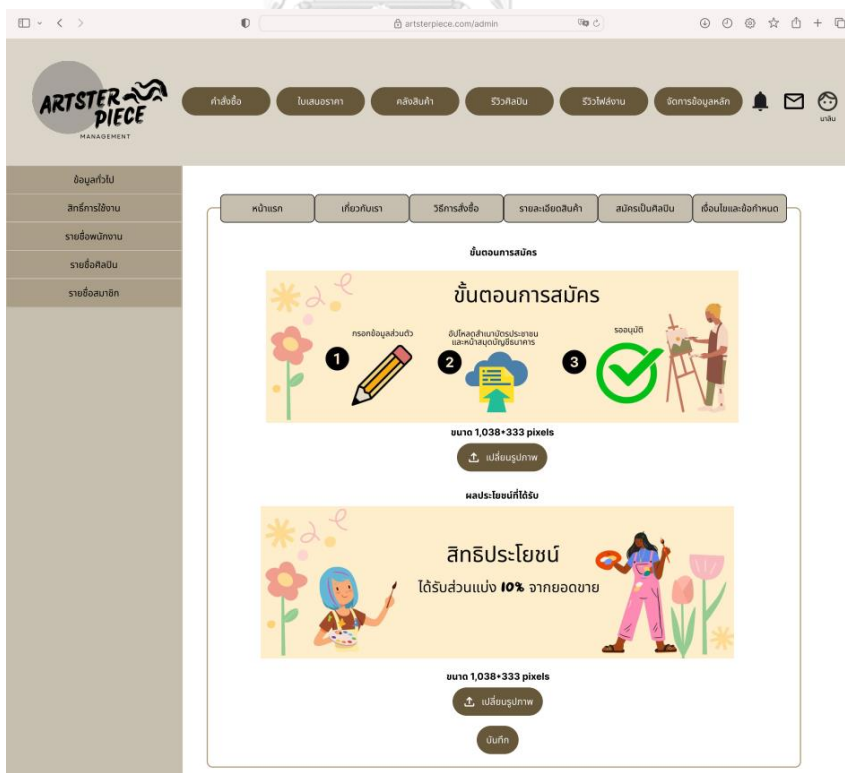 artsterpiece.com/admin
ARTSTER
PIECE
MANAGEMENT
คำสั่งซื้อ
ใบเสนอราคา
คลังสินค้า
รีวิวศิลปิน
รีวิวไฟล์งาน
จัดการข้อมูลหลัก
นาลิน
ข้อมูลทั่วไป
สิทธิ์การใช้งาน
รายชื่อพนักงาน
รายชื่อศิลปิน
รายชื่อสมาชิก
หน้าแรก
เกี่ยวกับเรา
วิธีการสั่งซื้อ
รายละเอียดสินค้า
สมัครเป็นศิลปิน
เงื่อนไขและข้อกำหนด
ขั้นตอนการสมัคร
ขั้นตอนการสมัคร
1
กรอกข้อมูลส่วนตัว
2
อัปโหลดสำเนาบัตรประชาชน
และหน้าสมุดบัญชีธนาคาร
3
รออนุมัติ
ขนาด 1,038*333 pixels
เปลี่ยนรูปภาพ
ผลประโยชน์ที่ได้รับ
สิทธิประโยชน์
ได้รับส่วนแบ่ง 10% จากยอดขาย
ขนาด 1,038*333 pixels
เปลี่ยนรูปภาพ
บันทึก